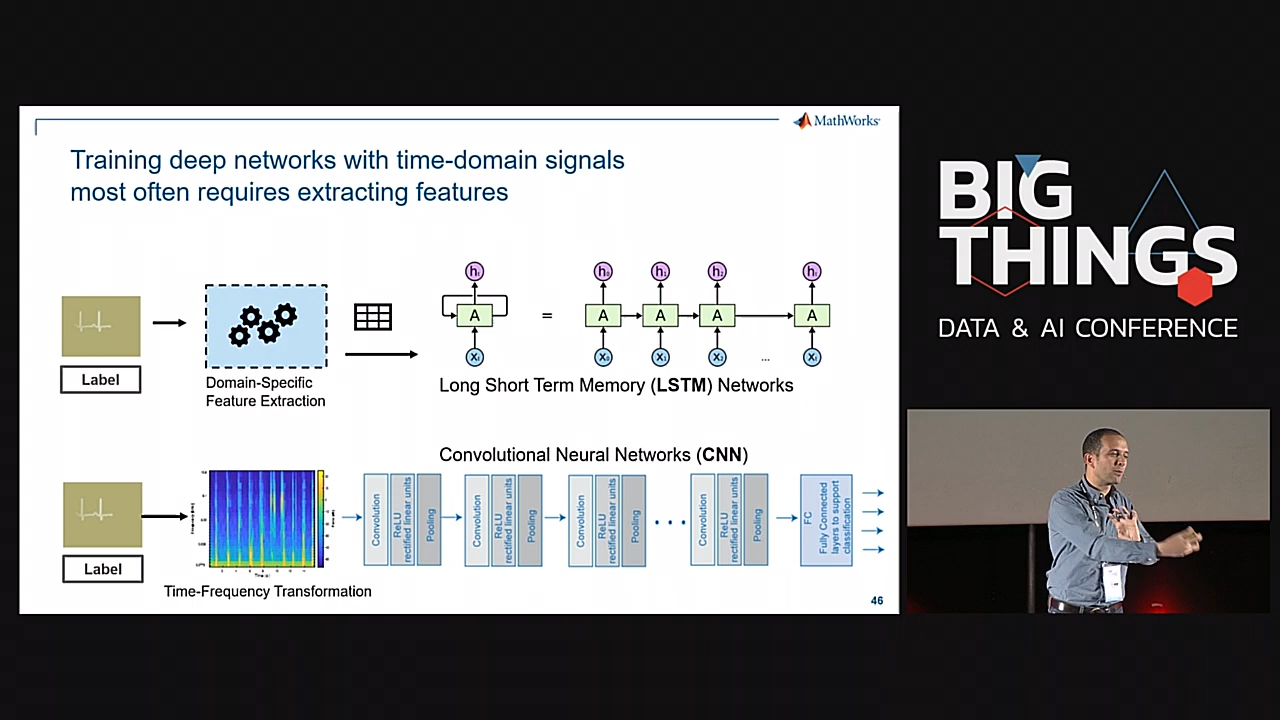 MathWorks
Training deep networks with time-domain signals
most often requires extracting features
BIG
THINGS
DATA & AI CONFERENCE
Label
Domain-Specific
Feature Extraction
A
=
A
A
A
...
A
Long Short Term Memory (LSTM) Networks
Convolutional Neural Networks (CNN)
Label
Time-Frequency Transformation
Convolution
ReLU
rectified linear units
Pooling
Convolution
ReLU
rectified linear units
Pooling
Convolution
ReLU
rectified linear units
Pooling
Convolution
ReLU
rectified linear units
Pooling
FC
Fully Connected
layers to support
classification
46